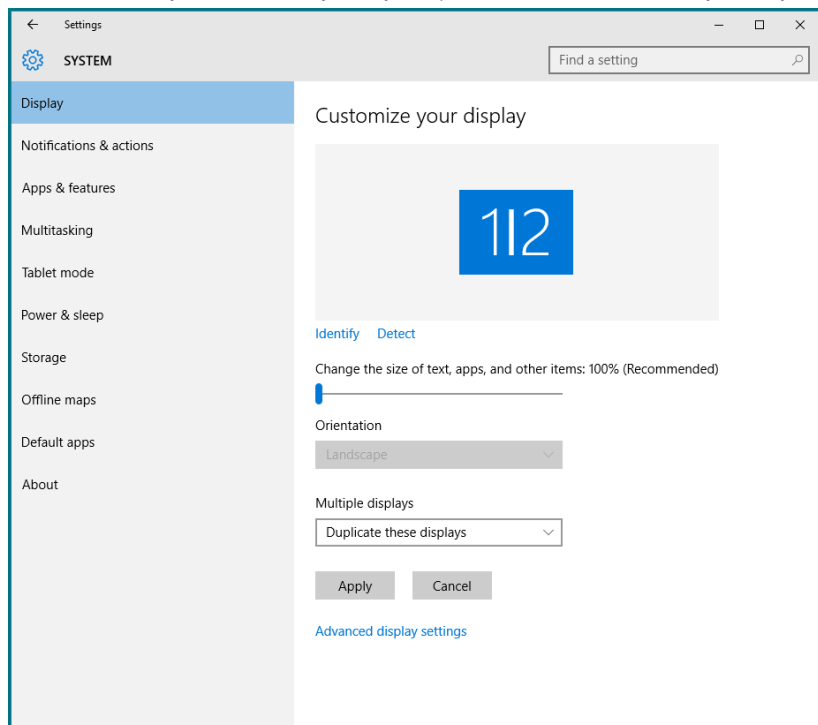 Settings
SYSTEM
Find a setting
Display
Notifications & actions
Apps & features
Multitasking
Tablet mode
Power & sleep
Storage
Offline maps
Default apps
About
Customize your display
1|2
Identify Detect
Change the size of text, apps, and other items: 100% (Recommended)
Orientation
Landscape
Multiple displays
Duplicate these displays
Apply Cancel
Advanced display settings